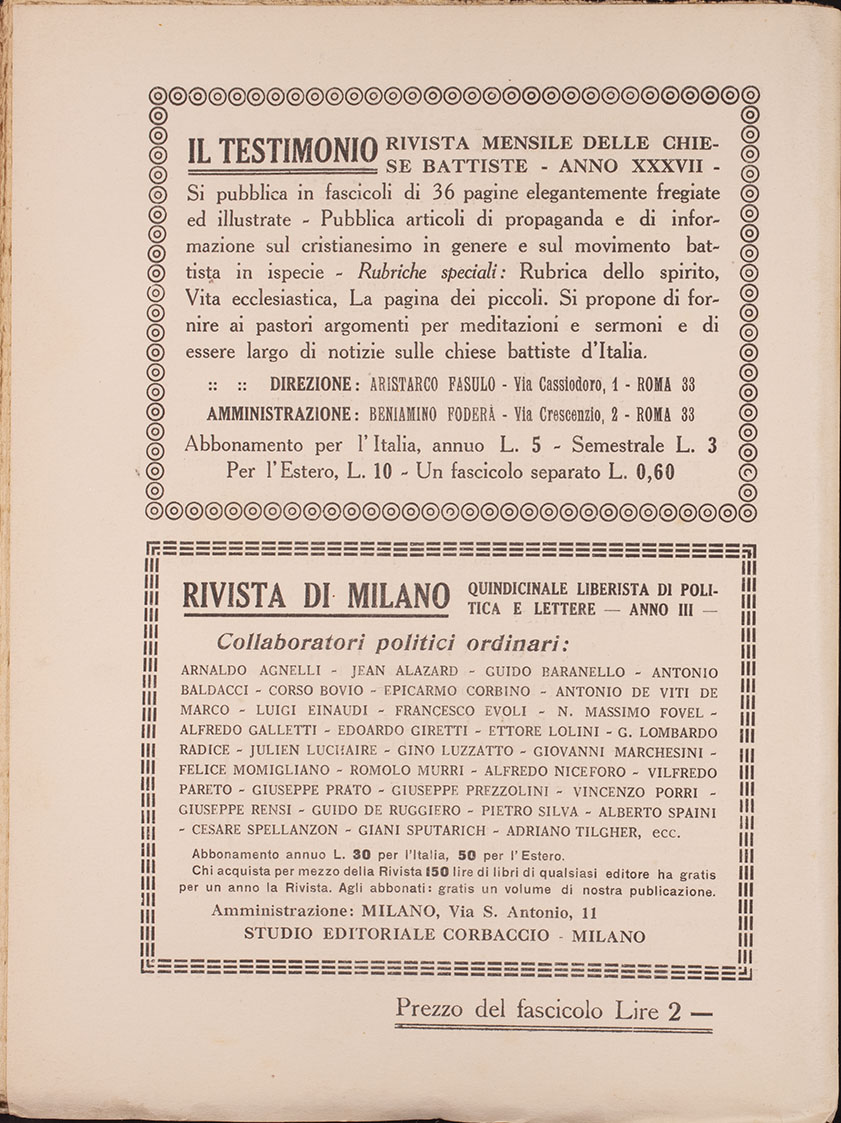 IL TESTIMONIO RIVISTA MENSILE DELLE CHIE-
SE BATTISTE - ANNO XXXVII -
Si pubblica in fascicoli di 36 pagine elegantemente fregiate
ed illustrate - Pubblica articoli di propaganda e di infor-
mazione sul cristianesimo in genere e sul movimento bat-
tista in ispecie - Rubriche speciali: Rubrica dello spirito,
Vita ecclesiastica, La pagina dei piccoli. Si propone di for-
nire ai pastori argomenti per meditazioni e sermoni e di
essere largo di notizie sulle chiese battiste d'Italia.
:: :: DIREZIONE: ARISTARCO FASULO - Via Cassiodoro, 1 - ROMA 33
AMMINISTRAZIONE: BENIAMINO FODERÀ - Via Crescenzio, 2 - ROMA 33
Abbonamento per l'Italia, annuo L. 5 - Semestrale L. 3
Per l'Estero, L. 10 - Un fascicolo separato L. 0,60
RIVISTA DI MILANO QUINDICINALE LIBERISTA DI POLI-
TICA E LETTERE — ANNO III —
Collaboratori politici ordinari:
ARNALDO AGNELLI - JEAN ALAZARD - GUIDO BARANELLO - ANTONIO
BALDACCI - CORSO BOVIO - EPICARMO CORBINO - ANTONIO DE VITI DE
MARCO - LUIGI EINAUDI - FRANCESCO EVOLI - N. MASSIMO FOVEL -
ALFREDO GALLETTI - EDOARDO GIRETTI - ETTORE LOLINI - G. LOMBARDO
RADICE - JULIEN LUCHAIRE - GINO LUZZATTO - GIOVANNI MARCHESINI -
FELICE MOMIGLIANO - ROMOLO MURRI - ALFREDO NICEFORO - VILFREDO
PARETO - GIUSEPPE PRATO - GIUSEPPE PREZZOLINI - VINCENZO PORRI -
GIUSEPPE RENSI - GUIDO DE RUGGIERO - PIETRO SILVA - ALBERTO SPAINI
- CESARE SPELLANZON - GIANI SPUTARICH - ADRIANO TILGHER, ecc.
Abbonamento annuo L. 30 per l'Italia, 50 per l'Estero.
Chi acquista per mezzo della Rivista 150 lire di libri di qualsiasi editore ha gratis
per un anno la Rivista. Agli abbonati: gratis un volume di nostra publicazione.
Amministrazione: MILANO, Via S. Antonio, 11
STUDIO EDITORIALE CORBACCIO - MILANO
Prezzo del fascicolo Lire 2 —